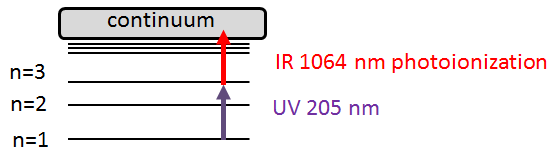 continuum
n=3
IR 1064 nm photoionization
n=2
UV 205 nm
n=1